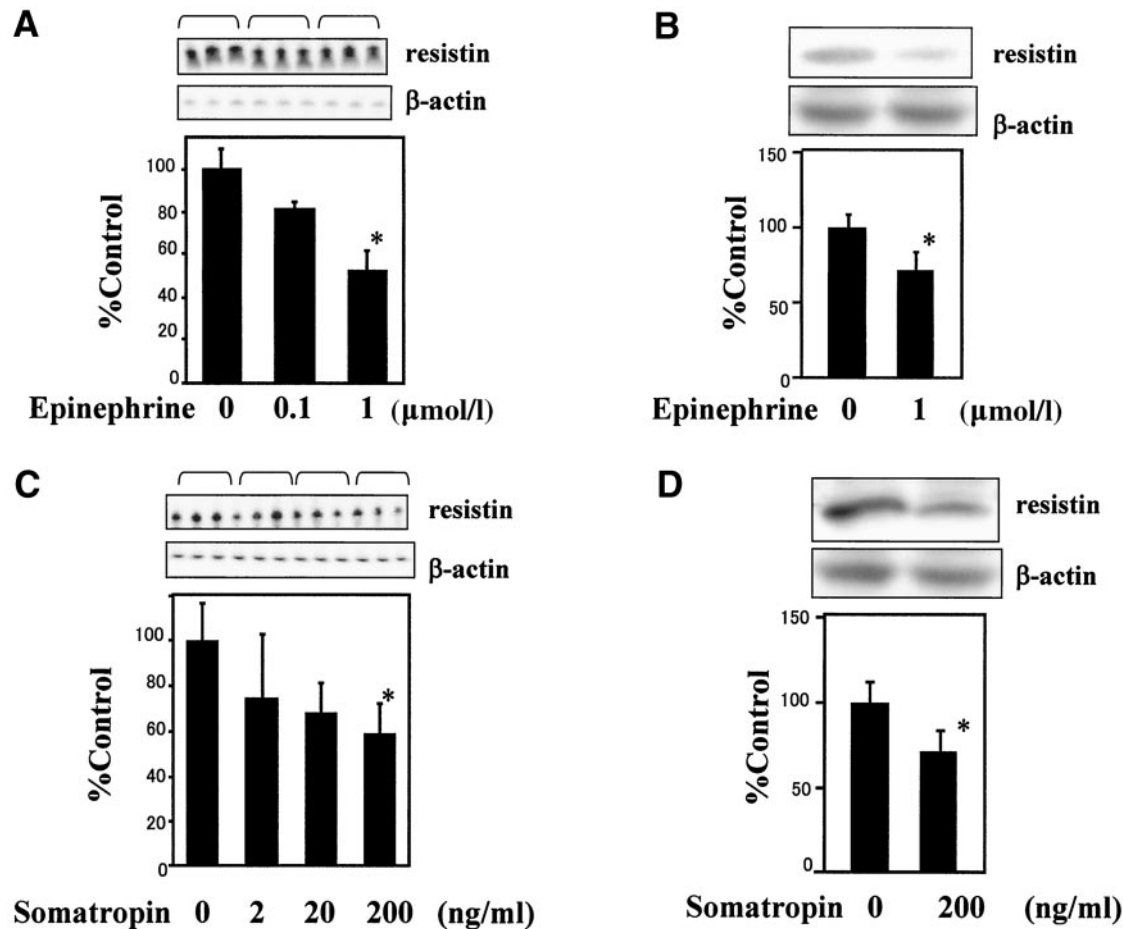 A
resistin
β-actin
%Control
100
80
60
40
20
0
*
Epinephrine 0 0.1 1 (µmol/l)
B
resistin
β-actin
%Control
150
100
50
0
*
Epinephrine 0 1 (µmol/l)
C
resistin
β-actin
%Control
100
80
60
40
20
0
*
Somatropin 0 2 20 200 (ng/ml)
D
resistin
β-actin
%Control
150
100
50
0
*
Somatropin 0 200 (ng/ml)